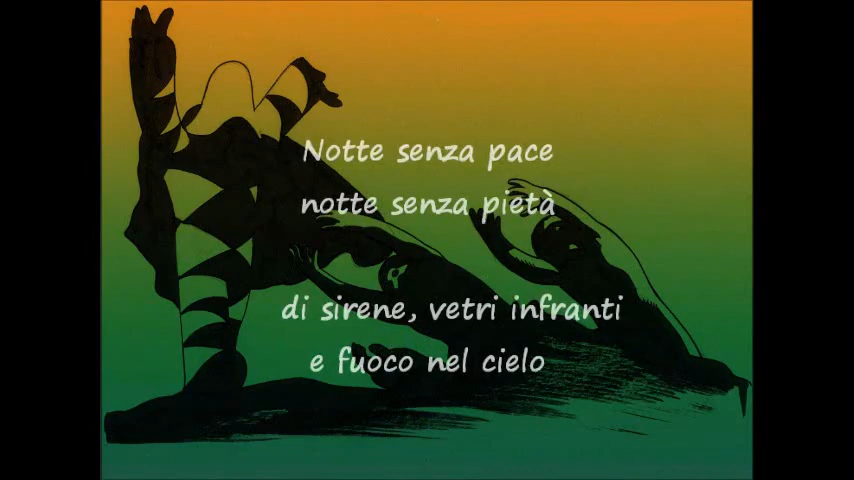 Notte senza pace
notte senza pietà
di sirene, vetri infranti
e fuoco nel cielo